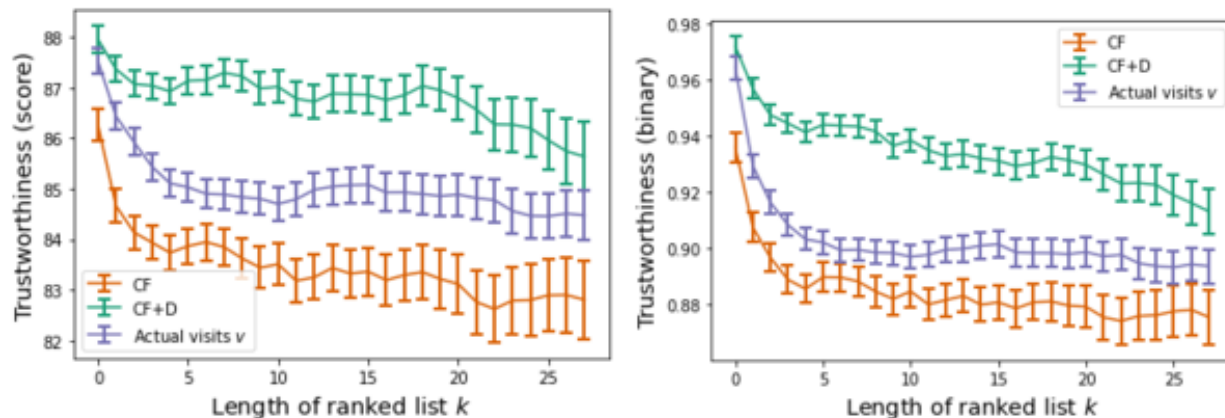 Trustworthiness (score)
88
87
86
85
84
83
82
CF
CF+D
Actual visits v
0 5 10 15 20 25
Length of ranked list k
Trustworthiness (binary)
0.98
0.96
0.94
0.92
0.90
0.88
CF
CF+D
Actual visits v
0 5 10 15 20 25
Length of ranked list k